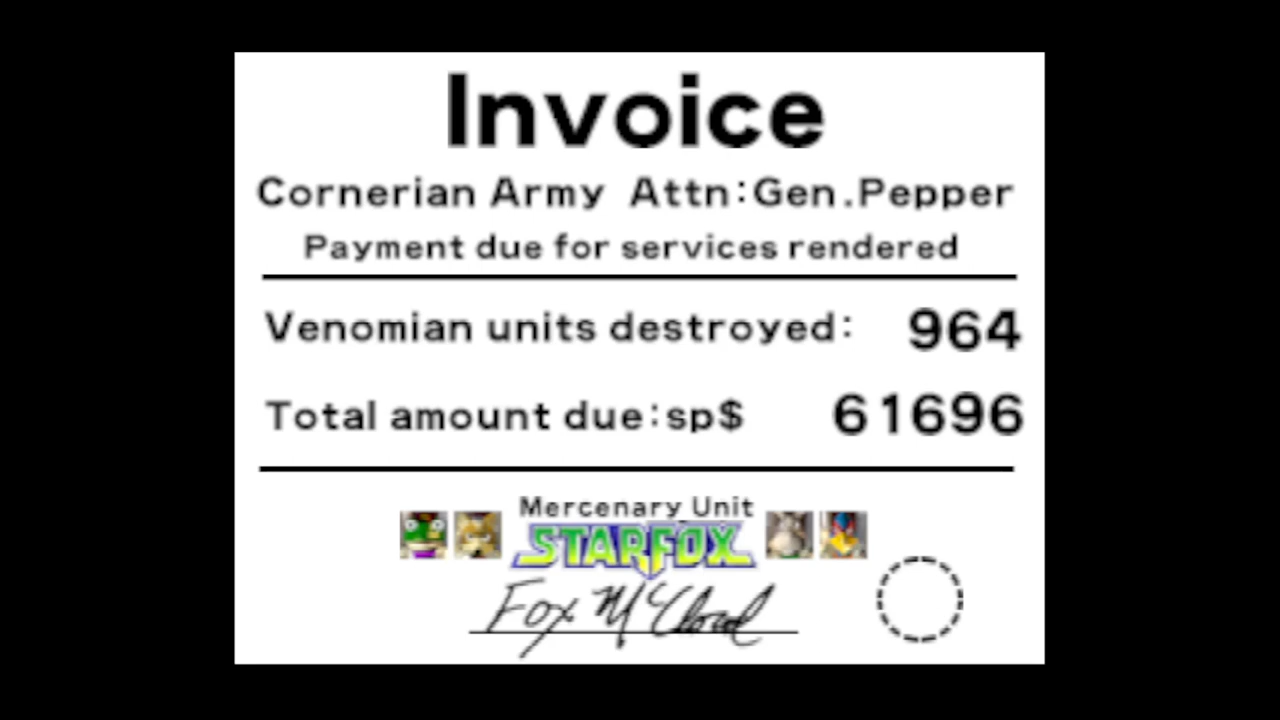 Invoice
Cornerian Army Attn:Gen.Pepper
Payment due for services rendered
Venomian units destroyed: 964
Total amount due:sp$ 61696
Mercenary Unit
STARFOX
Fox McCloud